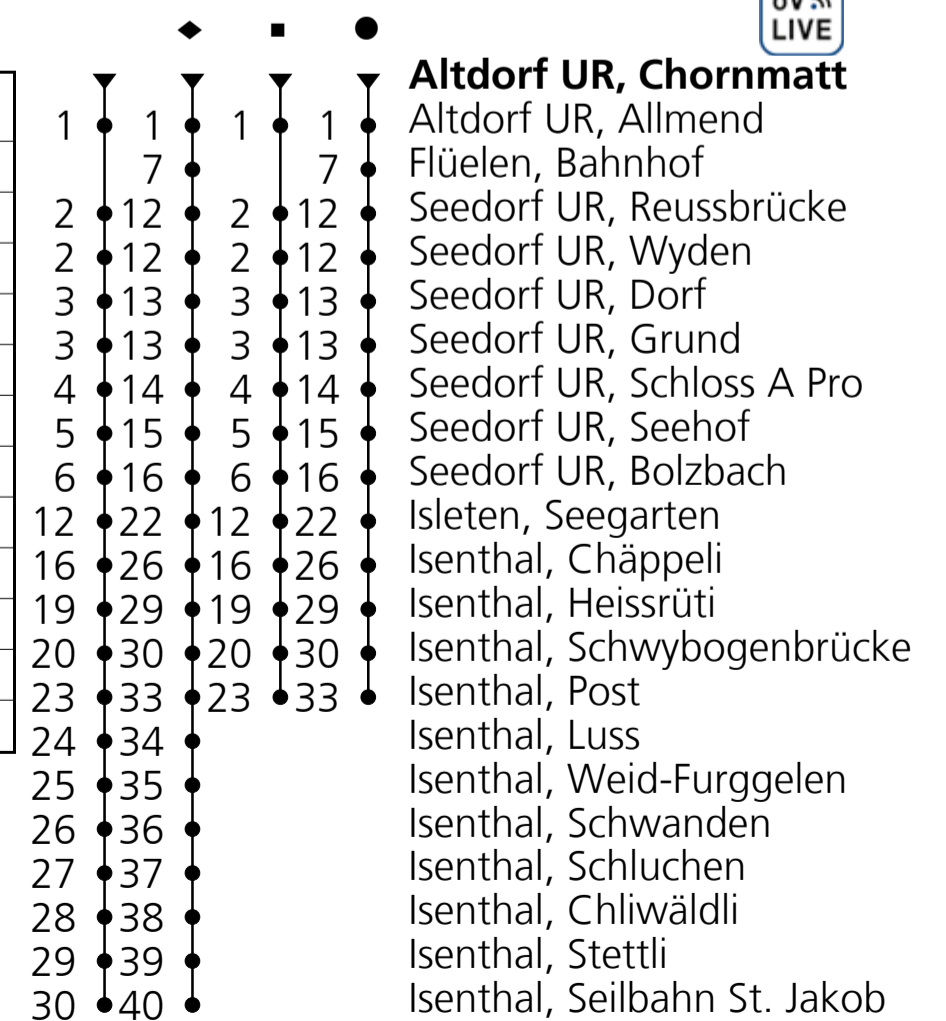 öV
LIVE
◆ ■ ●
Altdorf UR, Chornmatt
1 1 1 1 Altdorf UR, Allmend
7 7 Flüelen, Bahnhof
2 12 2 12 Seedorf UR, Reussbrücke
2 12 2 12 Seedorf UR, Wyden
3 13 3 13 Seedorf UR, Dorf
3 13 3 13 Seedorf UR, Grund
4 14 4 14 Seedorf UR, Schloss A Pro
5 15 5 15 Seedorf UR, Seehof
6 16 6 16 Seedorf UR, Bolzbach
12 22 12 22 Isleten, Seegarten
16 26 16 26 Isenthal, Chäppeli
19 29 19 29 Isenthal, Heissrüti
20 30 20 30 Isenthal, Schwybogenbrücke
23 33 23 33 Isenthal, Post
24 34 Isenthal, Luss
25 35 Isenthal, Weid-Furggelen
26 36 Isenthal, Schwanden
27 37 Isenthal, Schluchen
28 38 Isenthal, Chliwäldli
29 39 Isenthal, Stettli
30 40 Isenthal, Seilbahn St. Jakob